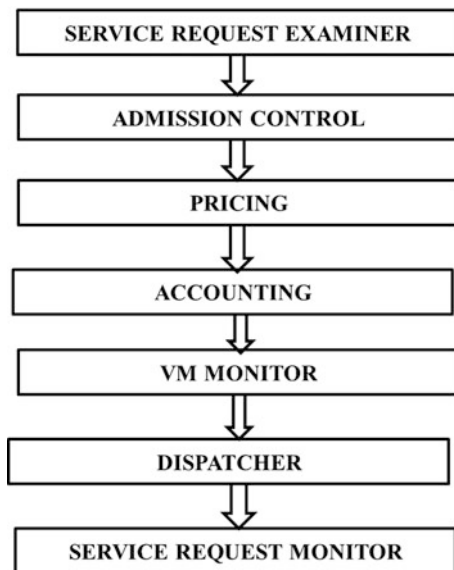 SERVICE REQUEST EXAMINER
ADMISSION CONTROL
PRICING
ACCOUNTING
VM MONITOR
DISPATCHER
SERVICE REQUEST MONITOR